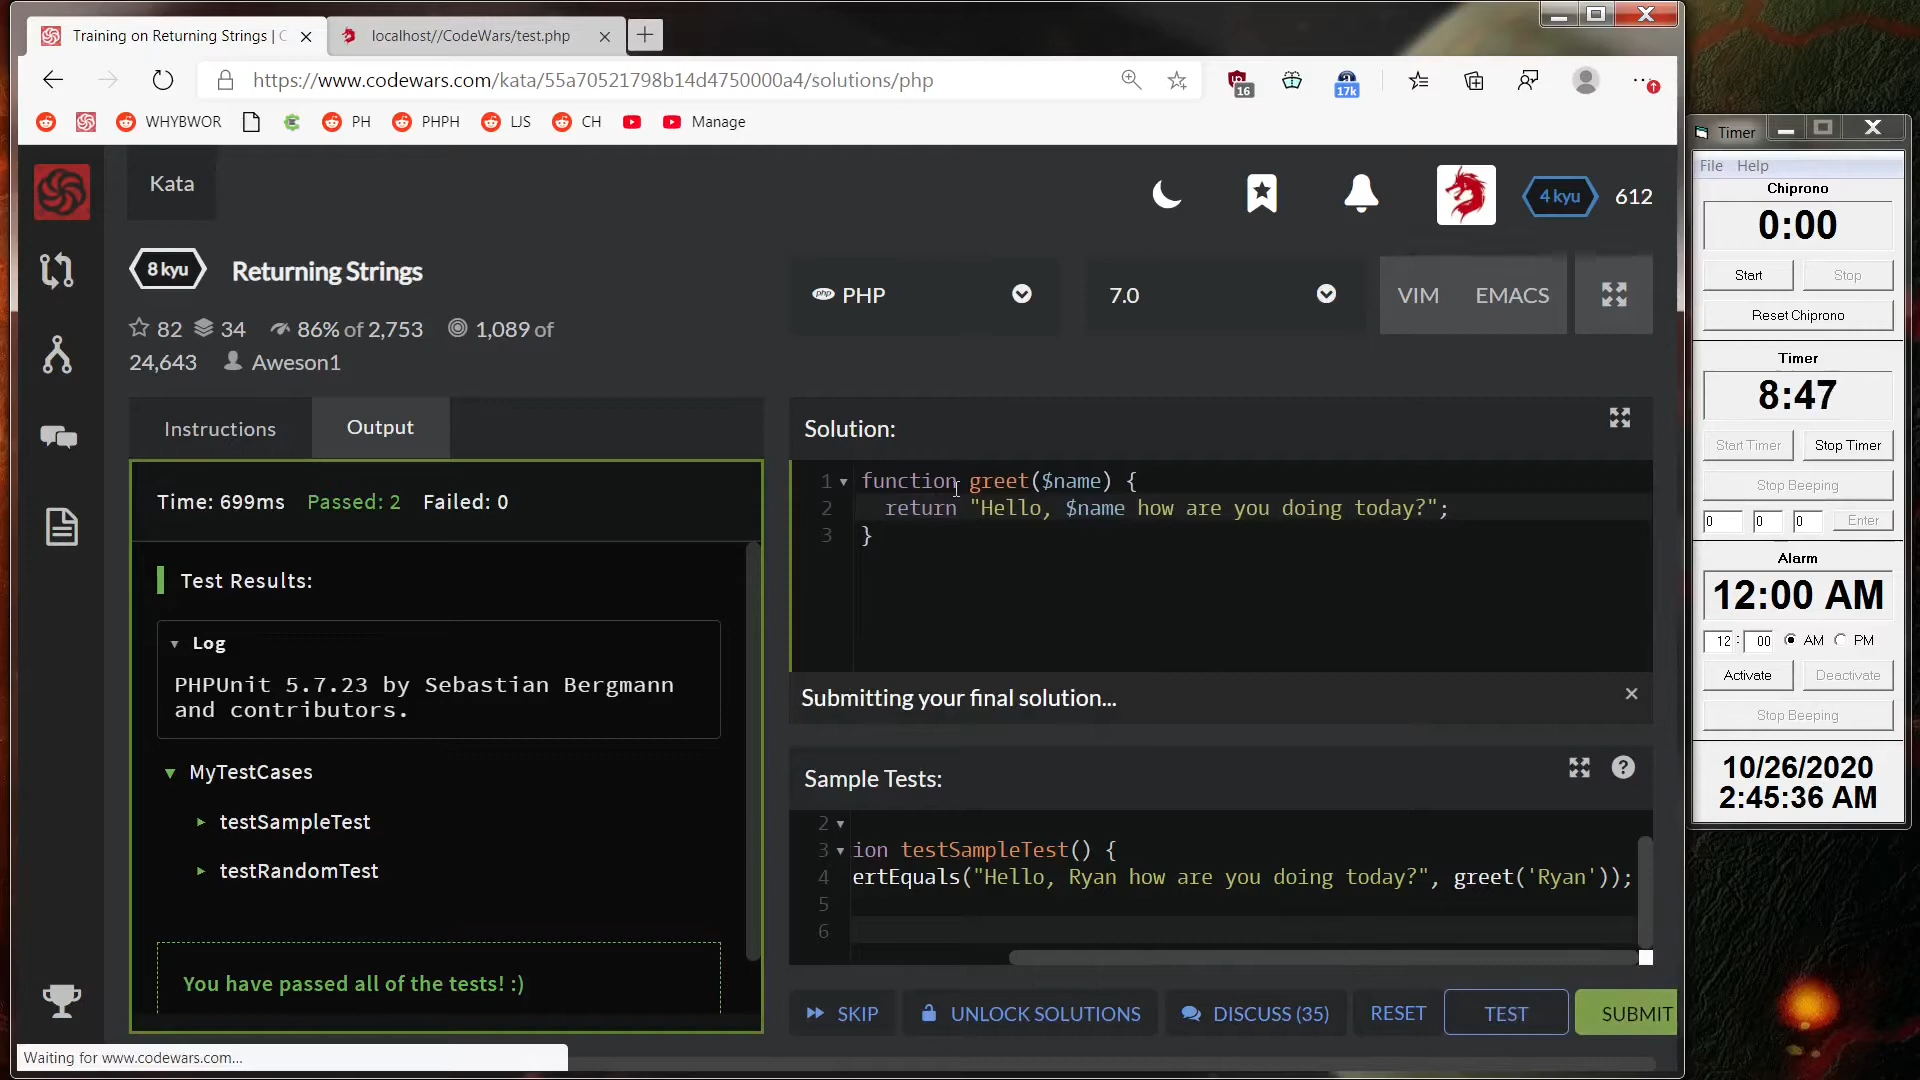 Training on Returning Strings | C
localhost//CodeWars/test.php
https://www.codewars.com/kata/55a70521798b14d4750000a4/solutions/php
16
17k
WHYBWOR
PH
PHPH
IJS
CH
Manage
Kata
4 kyu
612
8 kyu
Returning Strings
82
34
86% of 2,753
1,089 of
24,643
Aweson1
php
PHP
7.0
VIM
EMACS
Instructions
Output
Time: 699ms Passed: 2 Failed: 0
Test Results:
Log
PHPUnit 5.7.23 by Sebastian Bergmann
and contributors.
MyTestCases
testSampleTest
testRandomTest
You have passed all of the tests! :)
Waiting for www.codewars.com...
Solution:
1 function greet($name) {
2 return "Hello, $name how are you doing today?";
3 }
Submitting your final solution...
Sample Tests:
2
3 ion testSampleTest() {
4 ertEquals("Hello, Ryan how are you doing today?", greet('Ryan'));
5
6
SKIP
UNLOCK SOLUTIONS
DISCUSS (35)
RESET
TEST
SUBMIT
Timer
File Help
Chiprono
0:00
Start
Stop
Reset Chiprono
Timer
8:47
Start Timer
Stop Timer
Stop Beeping
0 0 0 Enter
Alarm
12:00 AM
12 : 00 AM PM
Activate
Deactivate
Stop Beeping
10/26/2020
2:45:36 AM